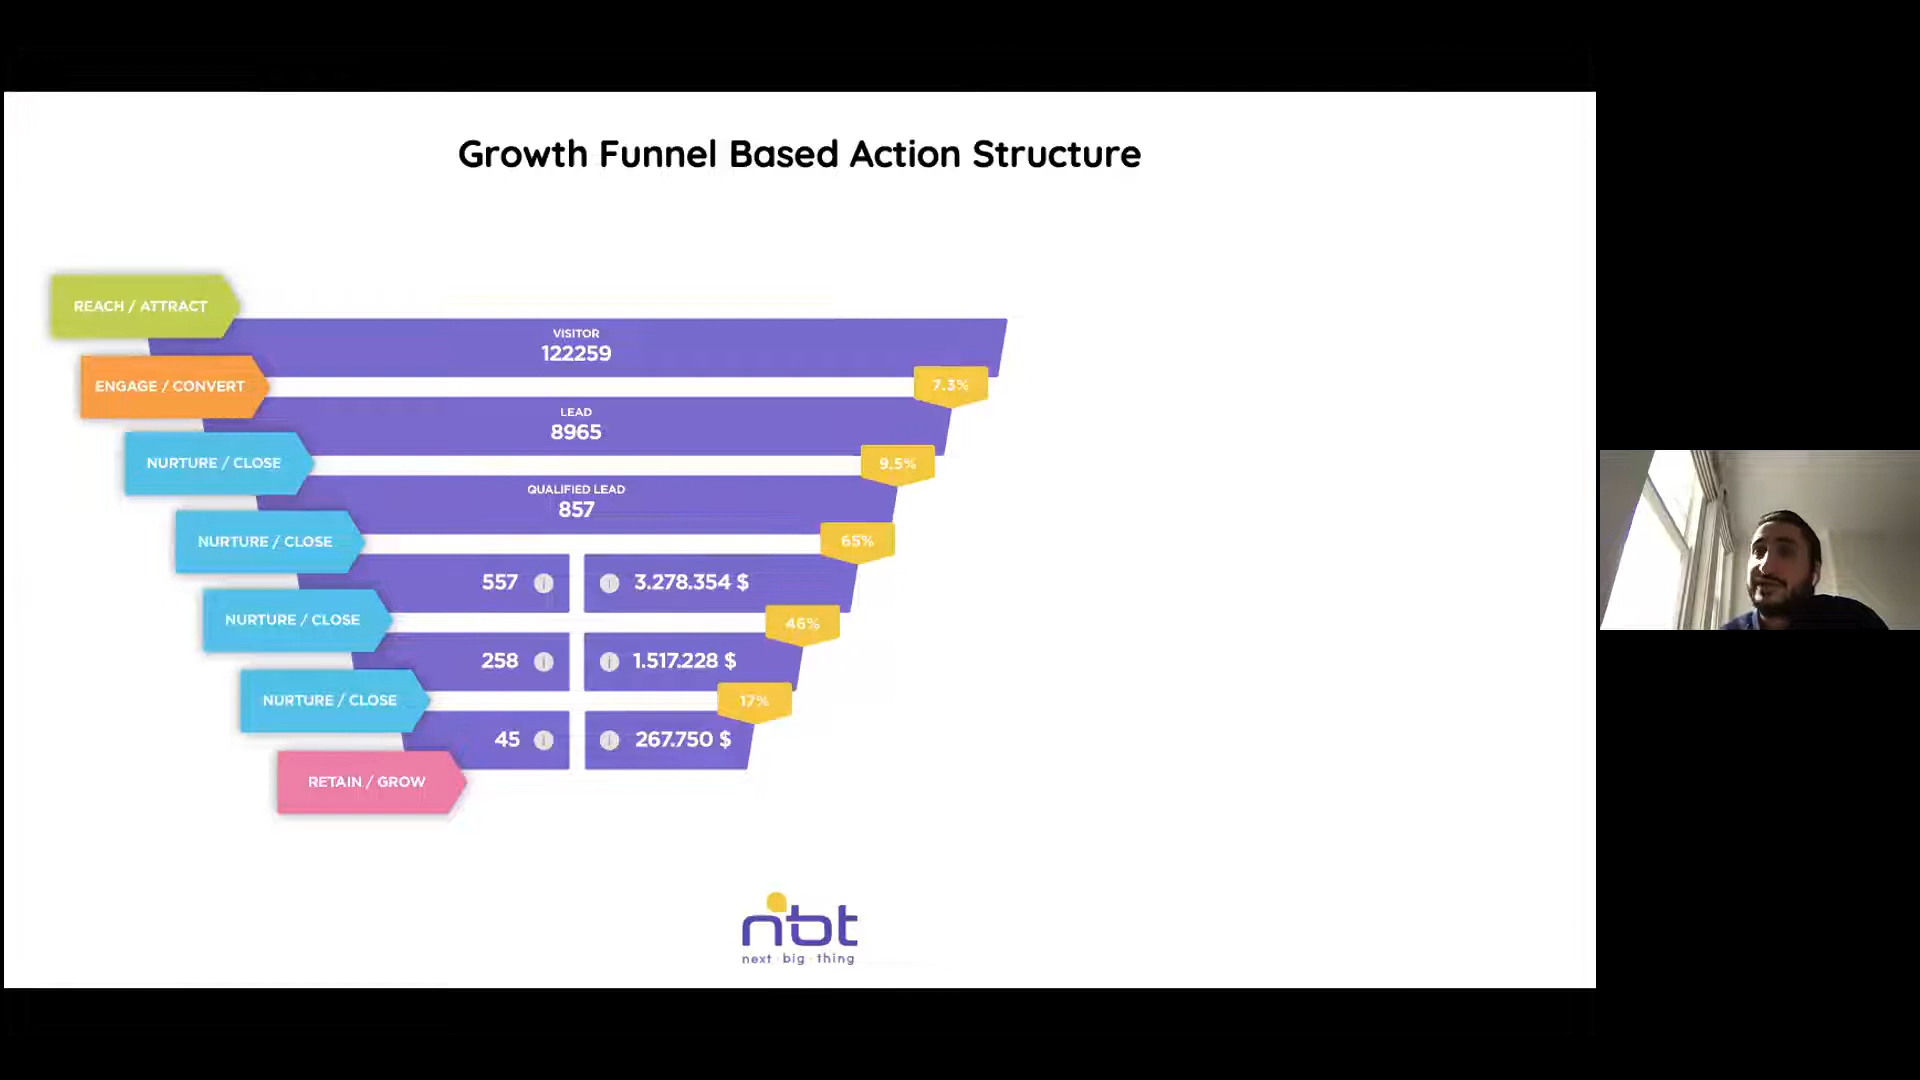 Growth Funnel Based Action Structure
REACH / ATTRACT
VISITOR
122259
ENGAGE / CONVERT
7.3%
LEAD
8965
NURTURE / CLOSE
9.5%
QUALIFIED LEAD
857
NURTURE / CLOSE
65%
557
3.278.354 $
NURTURE / CLOSE
46%
258
1.517.228 $
NURTURE / CLOSE
17%
45
267.750 $
RETAIN / GROW
nbt
next · big · thing